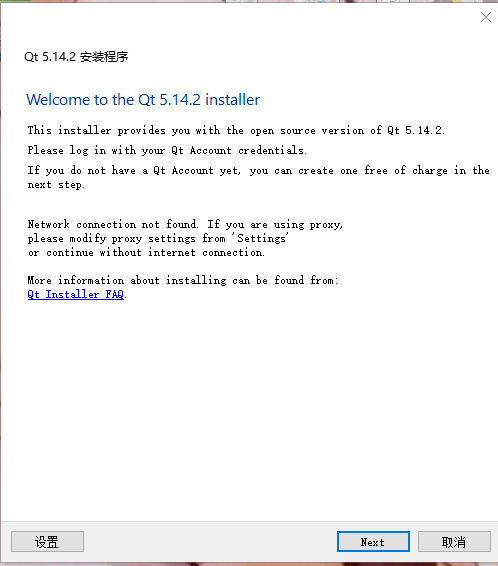 Qt 5.14.2 安装程序
Welcome to the Qt 5.14.2 installer
This installer provides you with the open source version of Qt 5.14.2.
Please log in with your Qt Account credentials.
If you do not have a Qt Account yet, you can create one free of charge in the
next step.
Network connection not found. If you are using proxy,
please modify proxy settings from 'Settings'
or continue without internet connection.
More information about installing can be found from:
Qt Installer FAQ.
设置
Next
取消